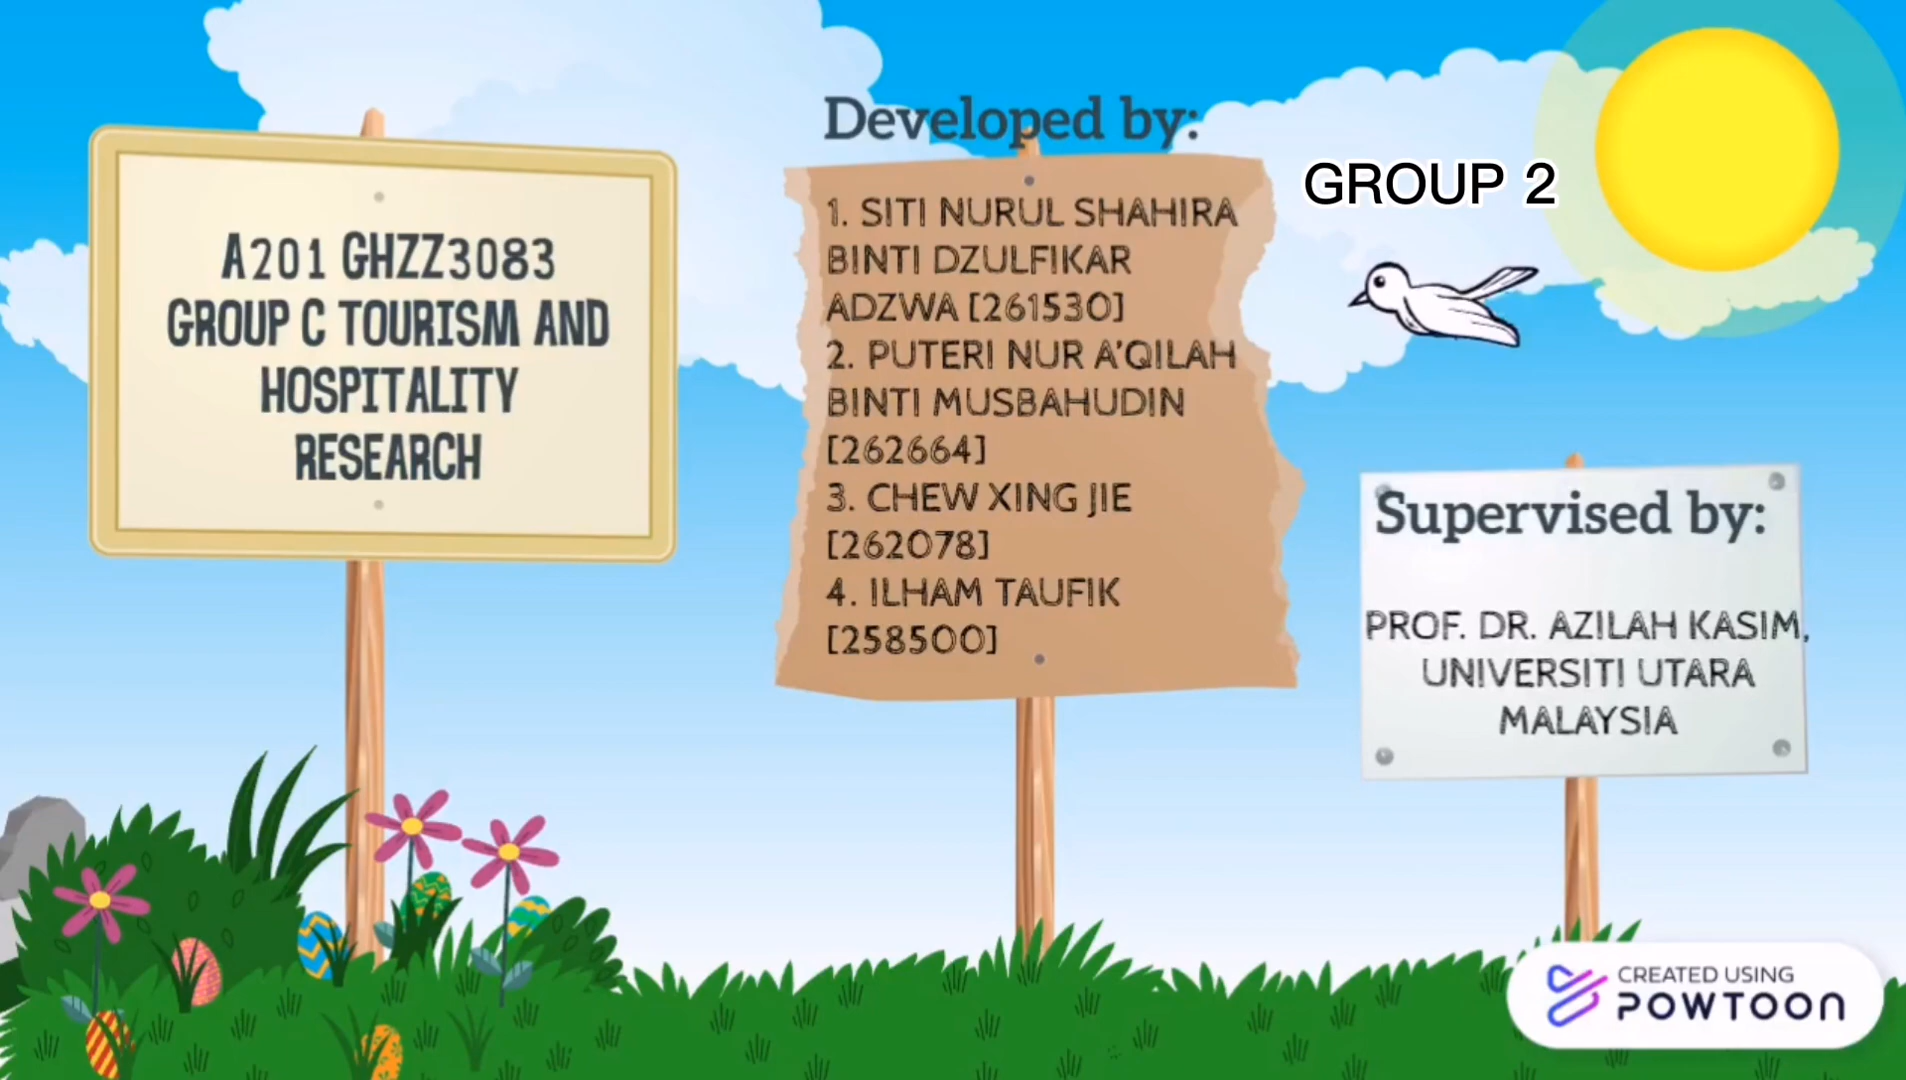 A201 GHZZ3083
GROUP C TOURISM AND
HOSPITALITY
RESEARCH
Developed by:
1. SITI NURUL SHAHIRA
BINTI DZULFIKAR
ADZWA [261530]
2. PUTERI NUR A'QILAH
BINTI MUSBAHUDIN
[262664]
3. CHEW XING JIE
[262078]
4. ILHAM TAUFIK
[258500]
GROUP 2
Supervised by:
PROF. DR. AZILAH KASIM,
UNIVERSITI UTARA
MALAYSIA
CREATED USING
POWTOON